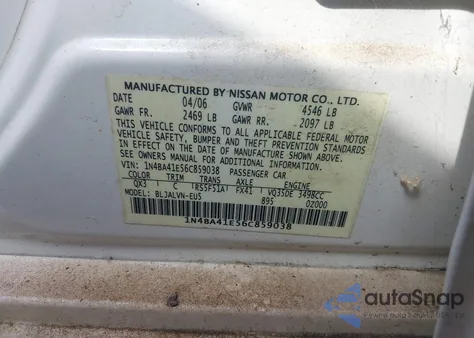 MANUFACTURED BY NISSAN MOTOR CO., LTD.
DATE 04/06 GVWR 4546 LB
GAWR FR. 2469 LB GAWR RR. 2097 LB
THIS VEHICLE CONFORMS TO ALL APPLICABLE FEDERAL MOTOR
VEHICLE SAFETY, BUMPER AND THEFT PREVENTION STANDARDS
IN EFFECT ON THE DATE OF MANUFACTURE SHOWN ABOVE.
SEE OWNERS MANUAL FOR ADDITIONAL INFORMATION
VIN: 1N4BA41E56C859038 PASSENGER CAR
COLOR TRIM TRANS AXLE ENGINE
QX3 C RE5F51A FX41 VQ35DE 3498CC
MODEL: BLJALVN-EU5 895 0Z000
1N4BA41E56C859038
autoSnap